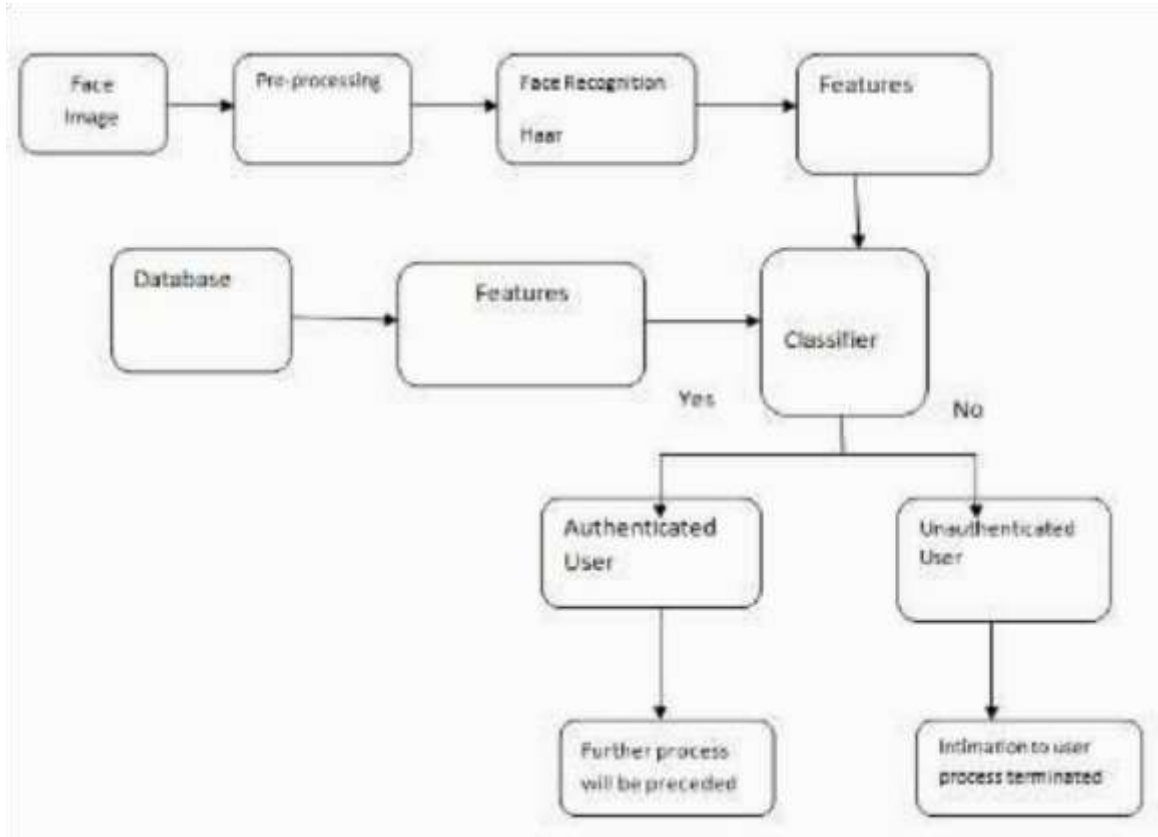 Face
Image
Pre-processing
Face Recognition
Haar
Features
Database
Features
Classifier
Yes
No
Authenticated
User
Unauthenticated
User
Further process
will be preceded
Intimation to user
process terminated